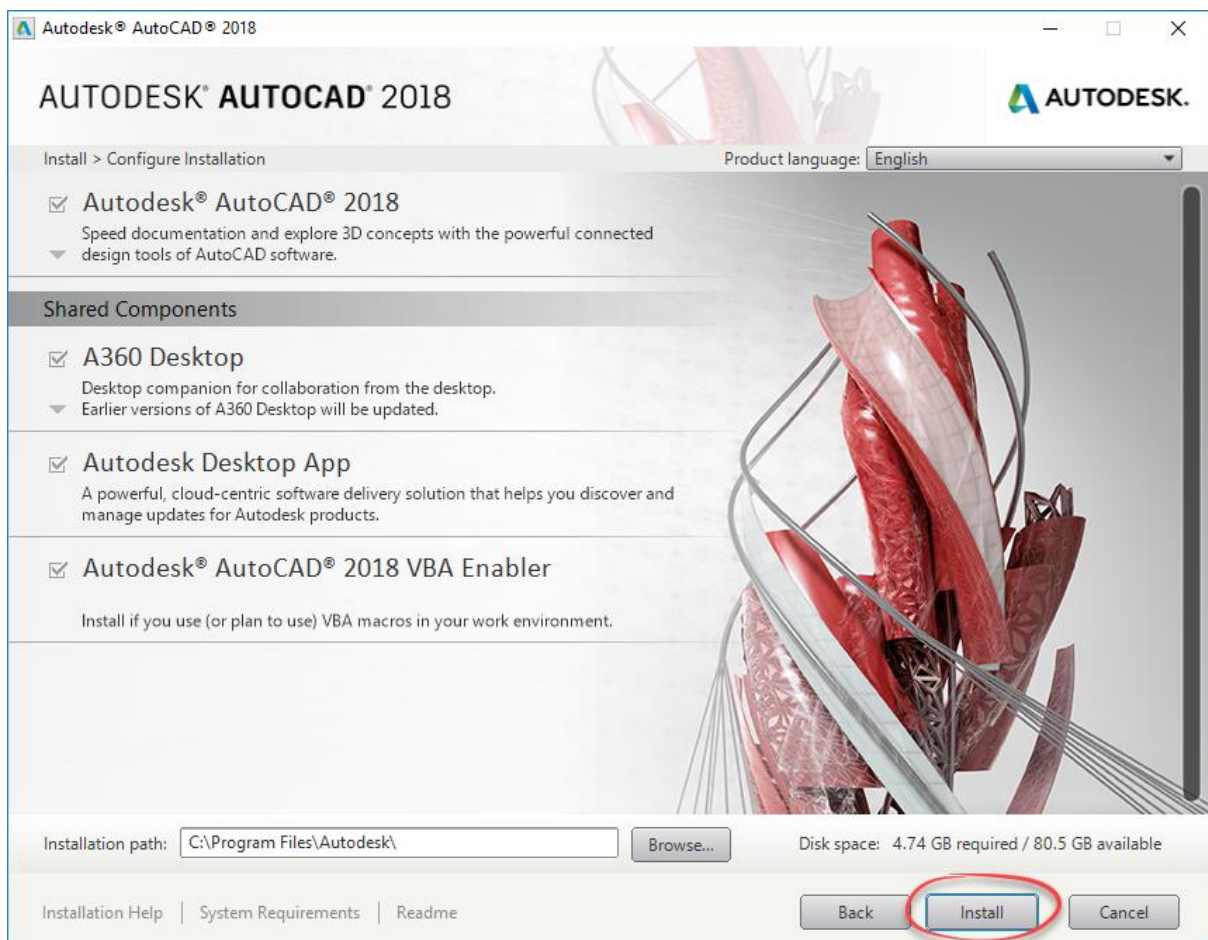 Autodesk® AutoCAD® 2018
AUTODESK® AUTOCAD® 2018
AUTODESK.
Install > Configure Installation
Product language: English
Autodesk® AutoCAD® 2018
Speed documentation and explore 3D concepts with the powerful connected
design tools of AutoCAD software.
Shared Components
A360 Desktop
Desktop companion for collaboration from the desktop.
Earlier versions of A360 Desktop will be updated.
Autodesk Desktop App
A powerful, cloud-centric software delivery solution that helps you discover and
manage updates for Autodesk products.
Autodesk® AutoCAD® 2018 VBA Enabler
Install if you use (or plan to use) VBA macros in your work environment.
Installation path: C:\Program Files\Autodesk\ Browse... Disk space: 4.74 GB required / 80.5 GB available
Installation Help | System Requirements | Readme
Back Install Cancel